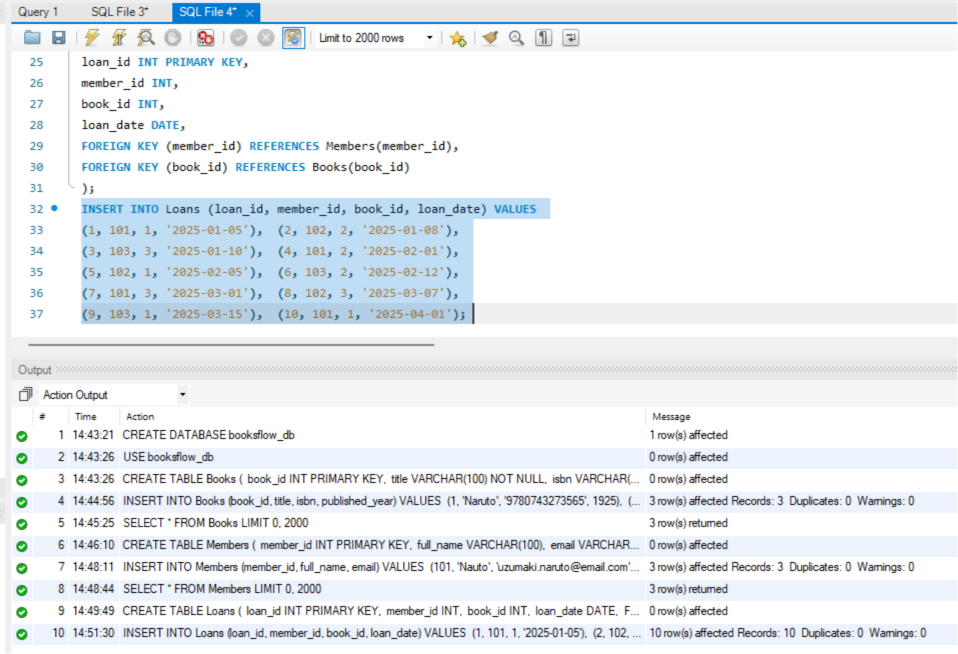 Query 1 SQL File 3* SQL File 4* ×
Limit to 2000 rows
25 loan_id INT PRIMARY KEY,
26 member_id INT,
27 book_id INT,
28 loan_date DATE,
29 FOREIGN KEY (member_id) REFERENCES Members(member_id),
30 FOREIGN KEY (book_id) REFERENCES Books(book_id)
31 );
32 INSERT INTO Loans (loan_id, member_id, book_id, loan_date) VALUES
33 (1, 101, 1, '2025-01-05'), (2, 102, 2, '2025-01-08'),
34 (3, 103, 3, '2025-01-10'), (4, 101, 2, '2025-02-01'),
35 (5, 102, 1, '2025-02-05'), (6, 103, 2, '2025-02-12'),
36 (7, 101, 3, '2025-03-01'), (8, 102, 3, '2025-03-07'),
37 (9, 103, 1, '2025-03-15'), (10, 101, 1, '2025-04-01');
Output
Action Output
# Time Action Message
1 14:43:21 CREATE DATABASE booksflow_db 1 row(s) affected
2 14:43:26 USE booksflow_db 0 row(s) affected
3 14:43:26 CREATE TABLE Books ( book_id INT PRIMARY KEY, title VARCHAR(100) NOT NULL, isbn VARCHAR(... 0 row(s) affected
4 14:44:56 INSERT INTO Books (book_id, title, isbn, published_year) VALUES (1, 'Naruto', '9780743273565', 1925), (... 3 row(s) affected Records: 3 Duplicates: 0 Warnings: 0
5 14:45:25 SELECT * FROM Books LIMIT 0, 2000 3 row(s) returned
6 14:46:10 CREATE TABLE Members ( member_id INT PRIMARY KEY, full_name VARCHAR(100), email VARCHAR... 0 row(s) affected
7 14:48:11 INSERT INTO Members (member_id, full_name, email) VALUES (101, 'Nauto', 'uzumaki.naruto@email.com'... 3 row(s) affected Records: 3 Duplicates: 0 Warnings: 0
8 14:48:44 SELECT * FROM Members LIMIT 0, 2000 3 row(s) returned
9 14:49:49 CREATE TABLE Loans ( loan_id INT PRIMARY KEY, member_id INT, book_id INT, loan_date DATE, F... 0 row(s) affected
10 14:51:30 INSERT INTO Loans (loan_id, member_id, book_id, loan_date) VALUES (1, 101, 1, '2025-01-05'), (2, 102, ... 10 row(s) affected Records: 10 Duplicates: 0 Warnings: 0